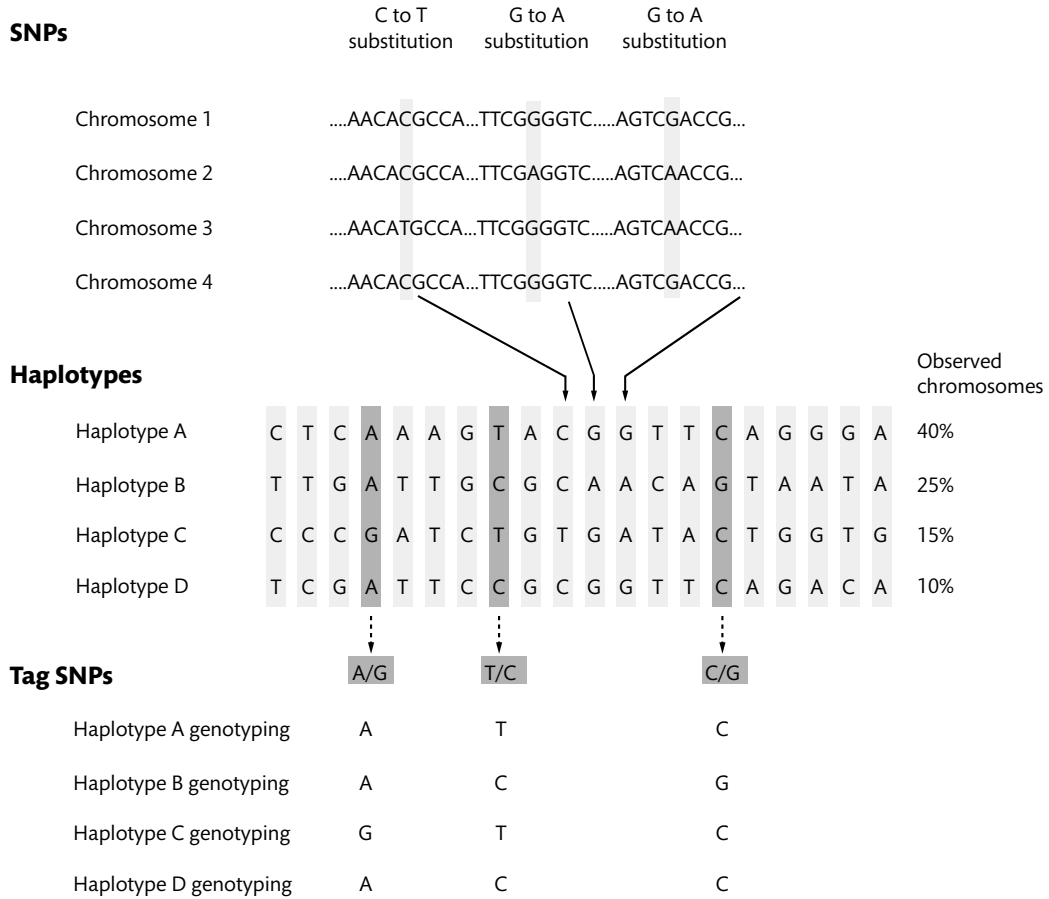 SNPs
C to T substitution
G to A substitution
G to A substitution
Chromosome 1 ....AACACGCCA...TTCGGGGTC.....AGTCGACCG...
Chromosome 2 ....AACACGCCA...TTCGAGGTC.....AGTCAACCG...
Chromosome 3 ....AACATGCCA...TTCGGGGTC.....AGTCAACCG...
Chromosome 4 ....AACACGCCA...TTCGGGGTC.....AGTCGACCG...
Haplotypes
Observed chromosomes
Haplotype A C T C A A A G T A C G G T T C A G G G A 40%
Haplotype B T T G A T T G C G C A A C A G T A A T A 25%
Haplotype C C C C G A T C T G T G A T A C T G G T G 15%
Haplotype D T C G A T T C C G C G G T T C A G A C A 10%
Tag SNPs A/G T/C C/G
Haplotype A genotyping A T C
Haplotype B genotyping A C G
Haplotype C genotyping G T C
Haplotype D genotyping A C C